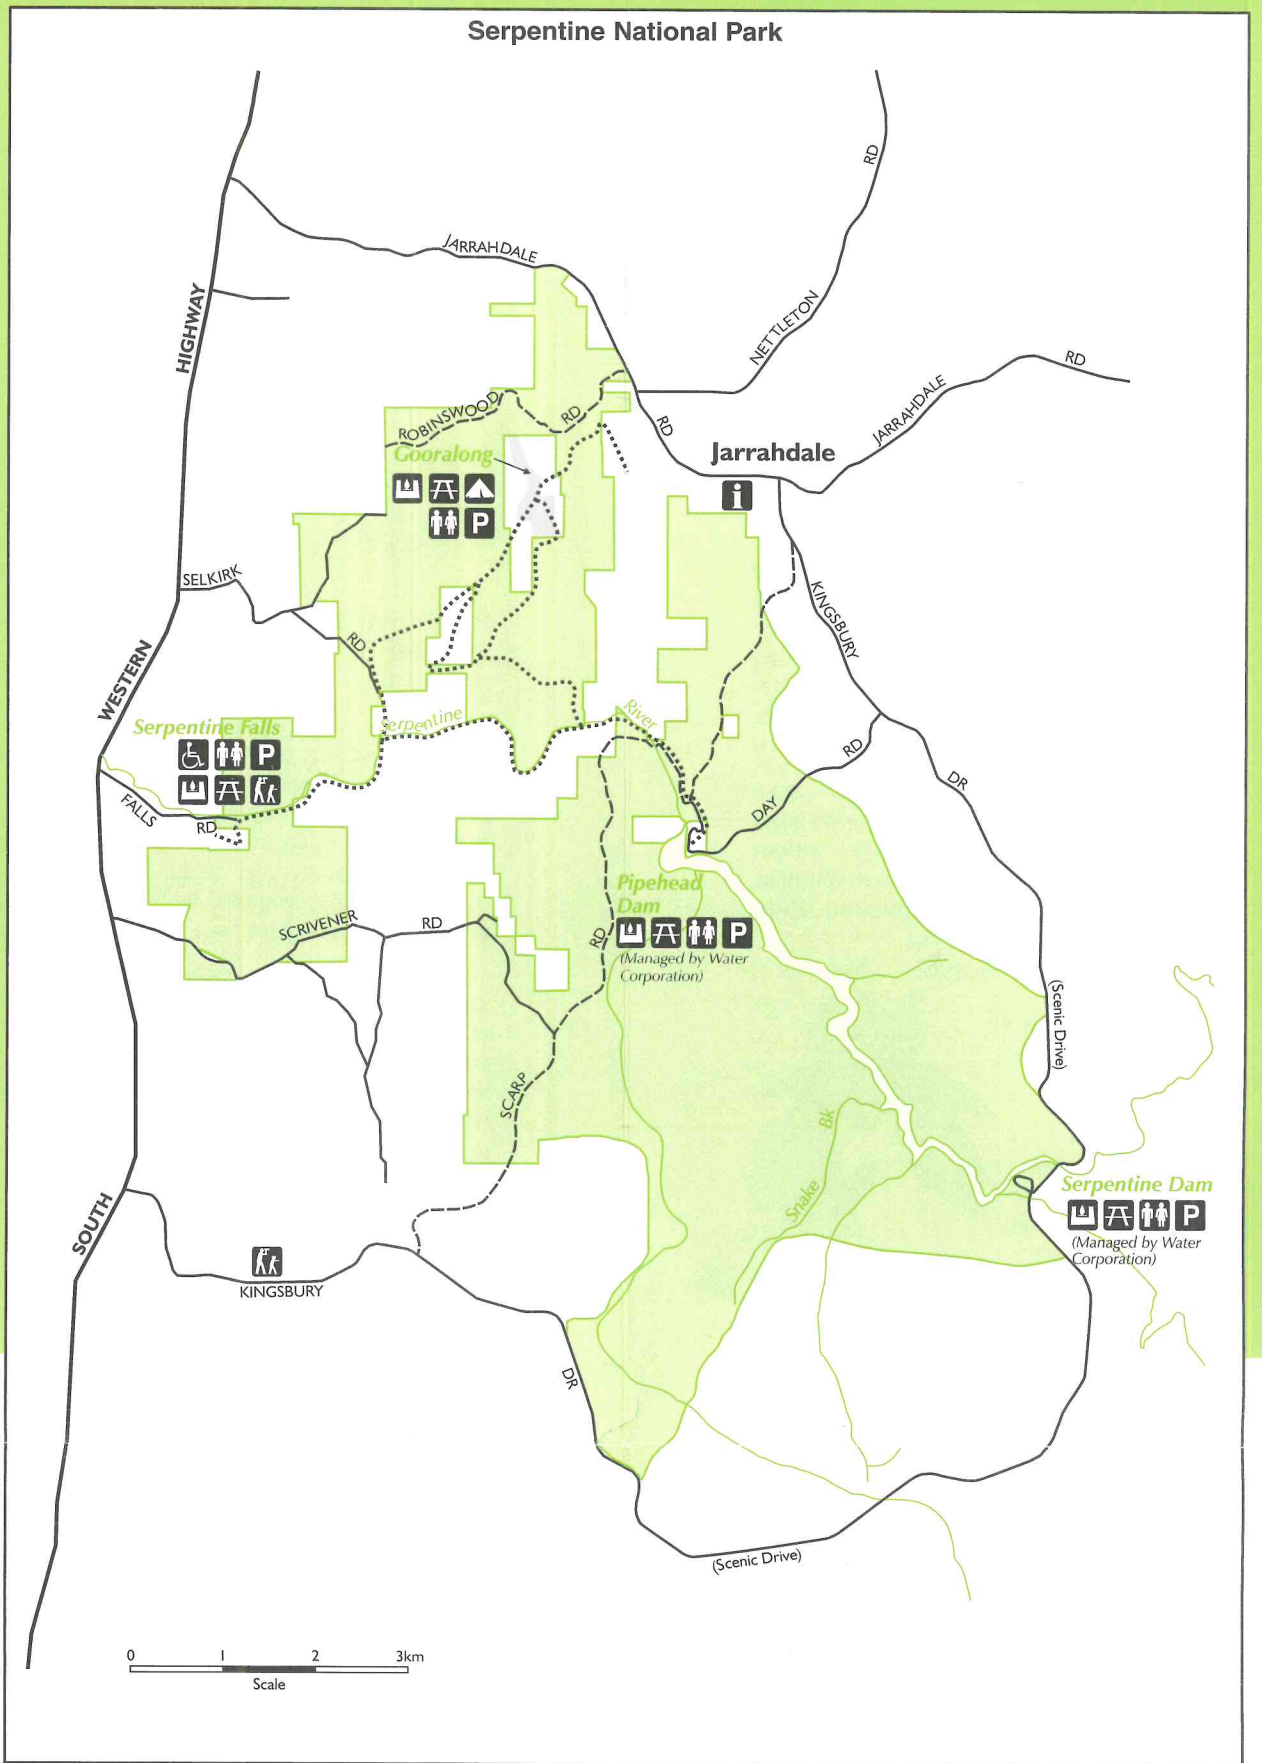 Serpentine National Park
RD
JARRAHDALE
HIGHWAY
NETTLETON
RD
JARRAHDALE
ROBINSWOOD
RD
RD
Gooralong
P
Jarrahdale
i
SELKIRK
RD
KINGSBURY
WESTERN
Serpentine Falls
P
Serpentine
River
FALLS
RD
DAY
RD
DR
Pipehead
Dam
P
(Managed by Water
Corporation)
SCRIVENER
RD
RD
(Scenic Drive)
SCARP
Bk
Snake
Serpentine Dam
P
(Managed by Water
Corporation)
SOUTH
KINGSBURY
DR
(Scenic Drive)
0 1 2 3km
Scale